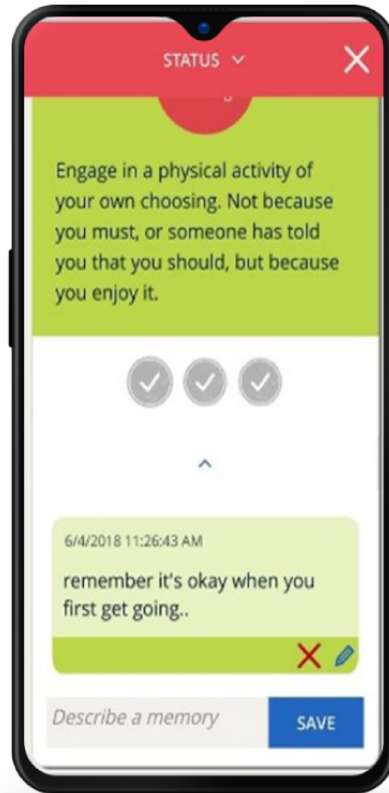 STATUS
Engage in a physical activity of
your own choosing. Not because
you must, or someone has told
you that you should, but because
you enjoy it.
6/4/2018 11:26:43 AM
remember it's okay when you
first get going..
Describe a memory
SAVE